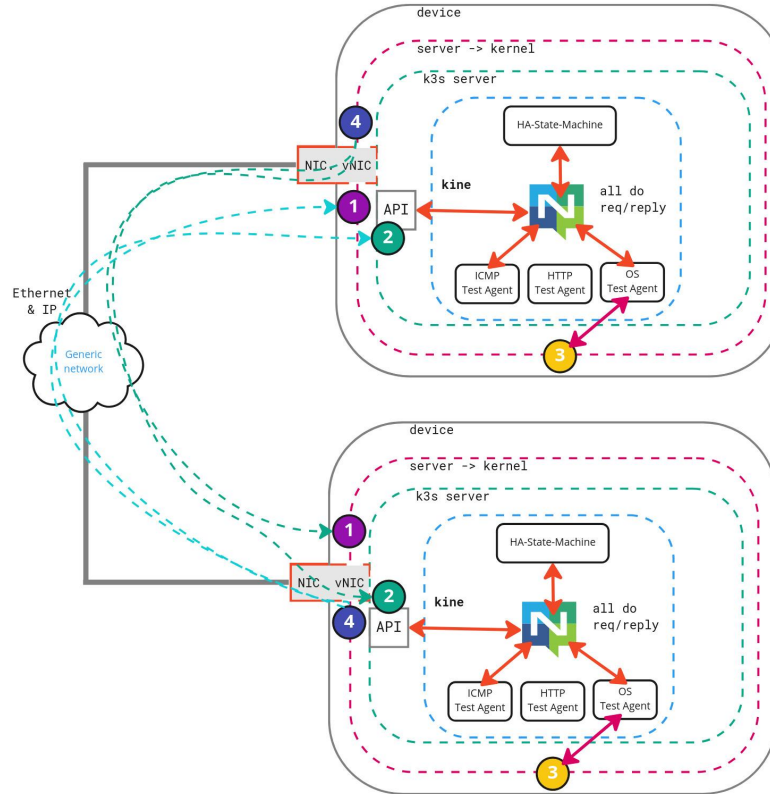 device
server -> kernel
k3s server
4
HA-State-Machine
NIC vNIC
kine
all do
req/reply
1
API
N
2
ICMP
Test Agent
HTTP
Test Agent
OS
Test Agent
Ethernet
& IP
3
Generic
network
device
server -> kernel
k3s server
1
HA-State-Machine
NIC vNIC
2
kine
all do
req/reply
4
API
N
ICMP
Test Agent
HTTP
Test Agent
OS
Test Agent
3